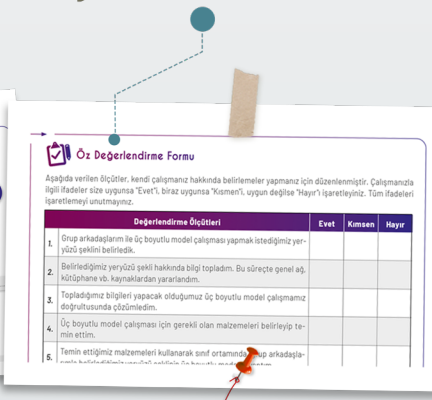 Öz Değerlendirme Formu
Aşağıda verilen ölçütler, kendi çalışmanız hakkında belirlemeler yapmanız için düzenlenmiştir. Çalışmanızla
ilgili ifadeler size uygunsa "Evet"i, biraz uygunsa "Kısmen"i, uygun değilse "Hayır"ı işaretleyiniz. Tüm ifadeleri
işaretlemeyi unutmayınız.
Değerlendirme Ölçütleri Evet Kımsen Hayır
1. Grup arkadaşlarım ile üç boyutlu model çalışması yapmak istediğimiz yer-
yüzü şeklini belirledik.
2. Belirlediğimiz yeryüzü şekli hakkında bilgi topladım. Bu süreçte genel ağ,
kütüphane vb. kaynaklardan yararlandım.
3. Topladığımız bilgileri yapacak olduğumuz üç boyutlu model çalışmamız
doğrultusunda çözümledim.
4. Üç boyutlu model çalışması için gerekli olan malzemeleri belirleyip te-
min ettim.
5. Temin ettiğimiz malzemeleri kullanarak sınıf ortamında arkadaşla-